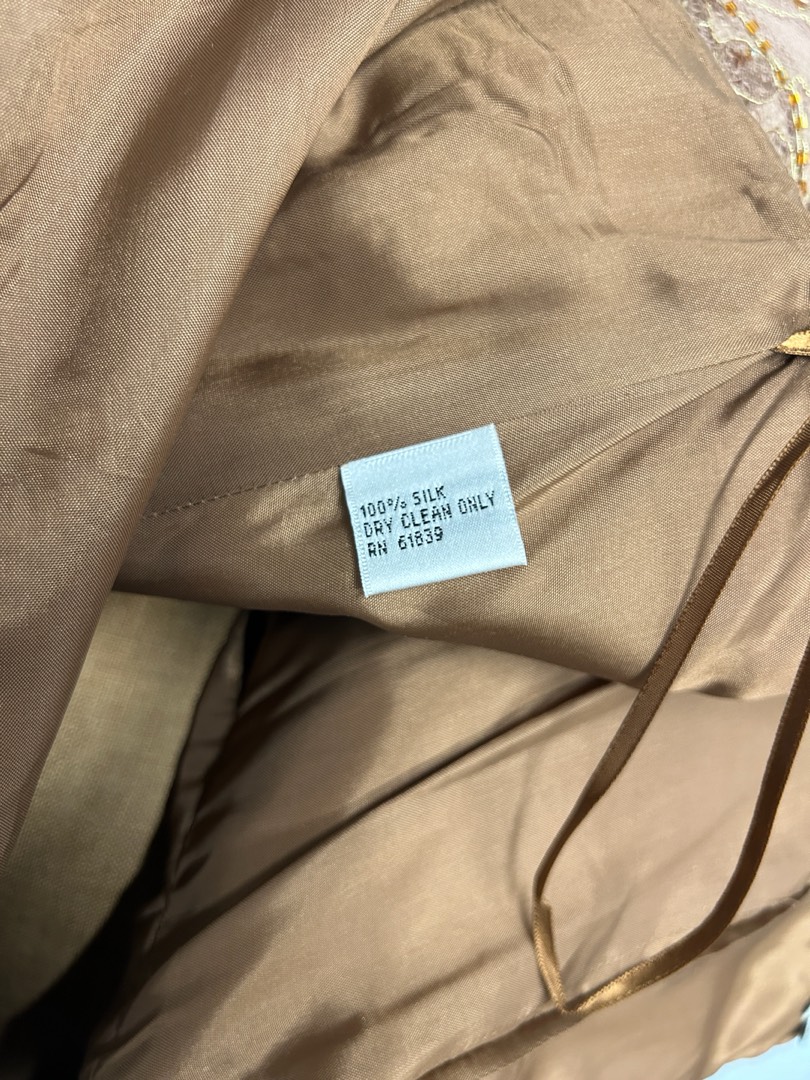 100% SILK
DRY CLEAN ONLY
RN 61839